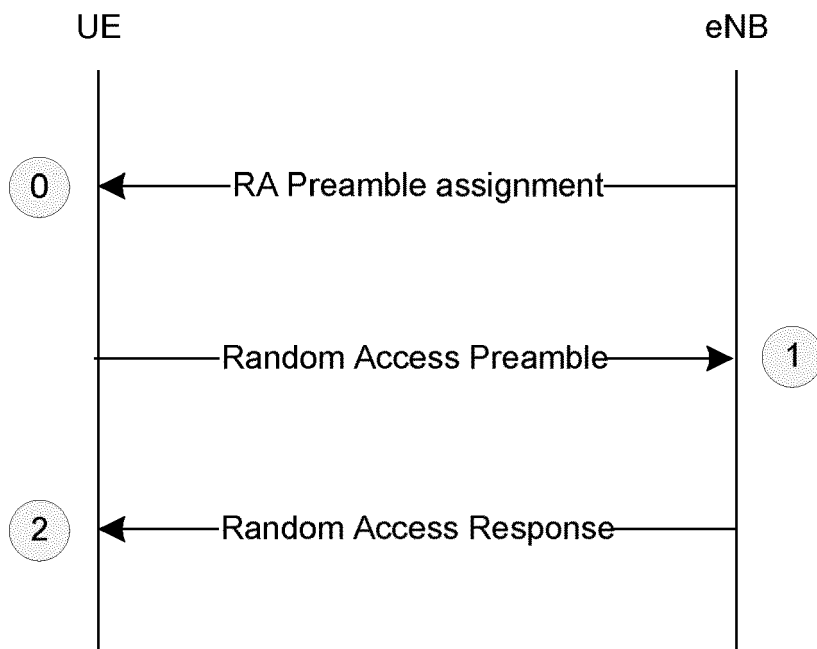 UE
eNB
0
RA Preamble assignment
Random Access Preamble
1
2
Random Access Response